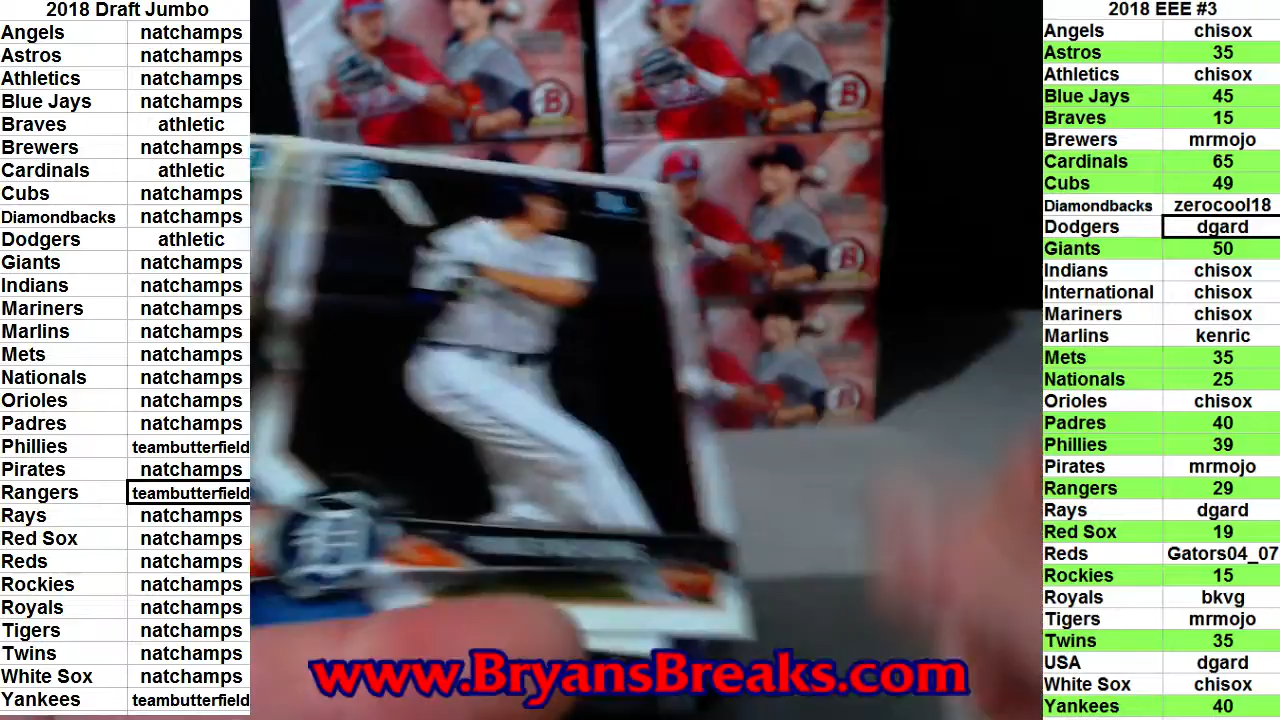 2018 Draft Jumbo
Angels natchamps
Astros natchamps
Athletics natchamps
Blue Jays natchamps
Braves athletic
Brewers natchamps
Cardinals athletic
Cubs natchamps
Diamondbacks natchamps
Dodgers athletic
Giants natchamps
Indians natchamps
Mariners natchamps
Marlins natchamps
Mets natchamps
Nationals natchamps
Orioles natchamps
Padres natchamps
Phillies teambutterfield
Pirates natchamps
Rangers teambutterfield
Rays natchamps
Red Sox natchamps
Reds natchamps
Rockies natchamps
Royals natchamps
Tigers natchamps
Twins natchamps
White Sox natchamps
Yankees teambutterfield
B
B
B
B
www.BryansBreaks.com
2018 EEE #3
Angels chisox
Astros 35
Athletics chisox
Blue Jays 45
Braves 15
Brewers mrmojo
Cardinals 65
Cubs 49
Diamondbacks zerocool18
Dodgers dgard
Giants 50
Indians chisox
International chisox
Mariners chisox
Marlins kenric
Mets 35
Nationals 25
Orioles chisox
Padres 40
Phillies 39
Pirates mrmojo
Rangers 29
Rays dgard
Red Sox 19
Reds Gators04_07
Rockies 15
Royals bkvg
Tigers mrmojo
Twins 35
USA dgard
White Sox chisox
Yankees 40